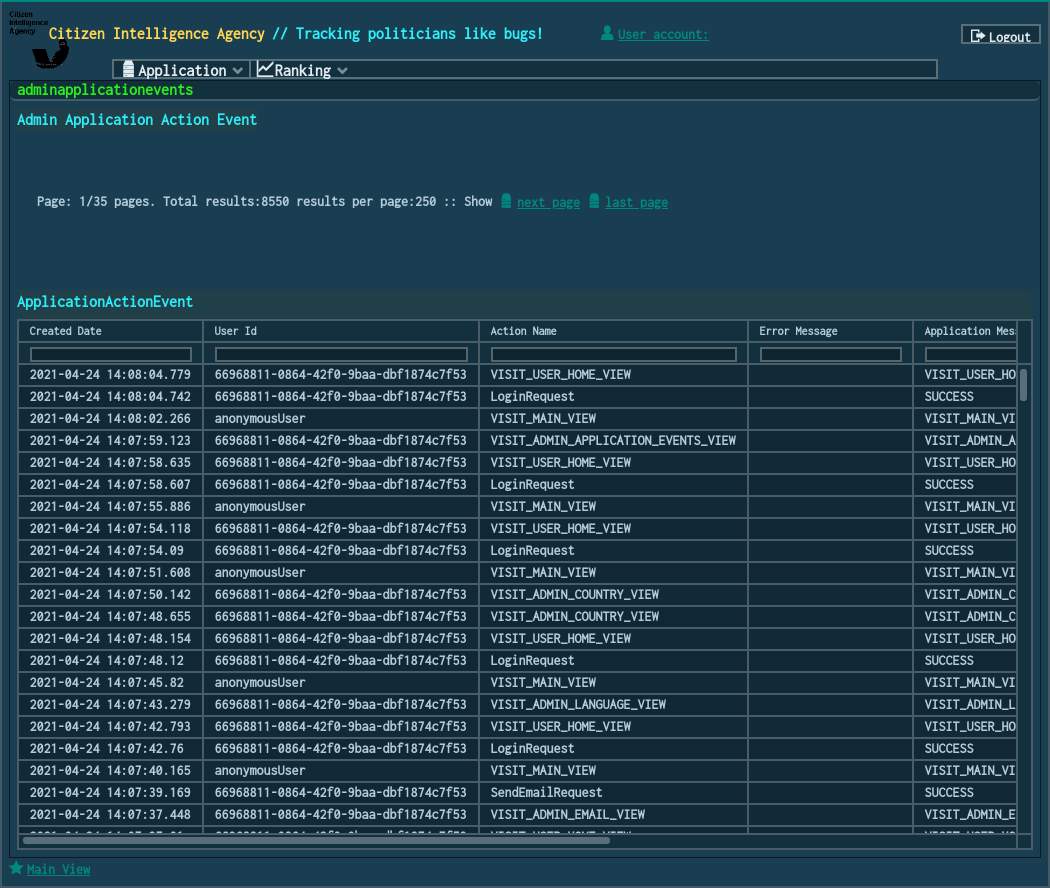 Citizen
Intelligence
Agency
Citizen Intelligence Agency // Tracking politicians like bugs!
User account:
Logout
Application Ranking
adminapplicationevents
Admin Application Action Event
Page: 1/35 pages. Total results:8550 results per page:250 :: Show next page last page
ApplicationActionEvent
Created Date User Id Action Name Error Message Application Mes
2021-04-24 14:08:04.779 66968811-0864-42f0-9baa-dbf1874c7f53 VISIT_USER_HOME_VIEW VISIT_USER_HO
2021-04-24 14:08:04.742 66968811-0864-42f0-9baa-dbf1874c7f53 LoginRequest SUCCESS
2021-04-24 14:08:02.266 anonymousUser VISIT_MAIN_VIEW VISIT_MAIN_VI
2021-04-24 14:07:59.123 66968811-0864-42f0-9baa-dbf1874c7f53 VISIT_ADMIN_APPLICATION_EVENTS_VIEW VISIT_ADMIN_A
2021-04-24 14:07:58.635 66968811-0864-42f0-9baa-dbf1874c7f53 VISIT_USER_HOME_VIEW VISIT_USER_HO
2021-04-24 14:07:58.607 66968811-0864-42f0-9baa-dbf1874c7f53 LoginRequest SUCCESS
2021-04-24 14:07:55.886 anonymousUser VISIT_MAIN_VIEW VISIT_MAIN_VI
2021-04-24 14:07:54.118 66968811-0864-42f0-9baa-dbf1874c7f53 VISIT_USER_HOME_VIEW VISIT_USER_HO
2021-04-24 14:07:54.09 66968811-0864-42f0-9baa-dbf1874c7f53 LoginRequest SUCCESS
2021-04-24 14:07:51.608 anonymousUser VISIT_MAIN_VIEW VISIT_MAIN_VI
2021-04-24 14:07:50.142 66968811-0864-42f0-9baa-dbf1874c7f53 VISIT_ADMIN_COUNTRY_VIEW VISIT_ADMIN_C
2021-04-24 14:07:48.655 66968811-0864-42f0-9baa-dbf1874c7f53 VISIT_ADMIN_COUNTRY_VIEW VISIT_ADMIN_C
2021-04-24 14:07:48.154 66968811-0864-42f0-9baa-dbf1874c7f53 VISIT_USER_HOME_VIEW VISIT_USER_HO
2021-04-24 14:07:48.12 66968811-0864-42f0-9baa-dbf1874c7f53 LoginRequest SUCCESS
2021-04-24 14:07:45.82 anonymousUser VISIT_MAIN_VIEW VISIT_MAIN_VI
2021-04-24 14:07:43.279 66968811-0864-42f0-9baa-dbf1874c7f53 VISIT_ADMIN_LANGUAGE_VIEW VISIT_ADMIN_L
2021-04-24 14:07:42.793 66968811-0864-42f0-9baa-dbf1874c7f53 VISIT_USER_HOME_VIEW VISIT_USER_HO
2021-04-24 14:07:42.76 66968811-0864-42f0-9baa-dbf1874c7f53 LoginRequest SUCCESS
2021-04-24 14:07:40.165 anonymousUser VISIT_MAIN_VIEW VISIT_MAIN_VI
2021-04-24 14:07:39.169 66968811-0864-42f0-9baa-dbf1874c7f53 SendEmailRequest SUCCESS
2021-04-24 14:07:37.448 66968811-0864-42f0-9baa-dbf1874c7f53 VISIT_ADMIN_EMAIL_VIEW VISIT_ADMIN_E
Main View